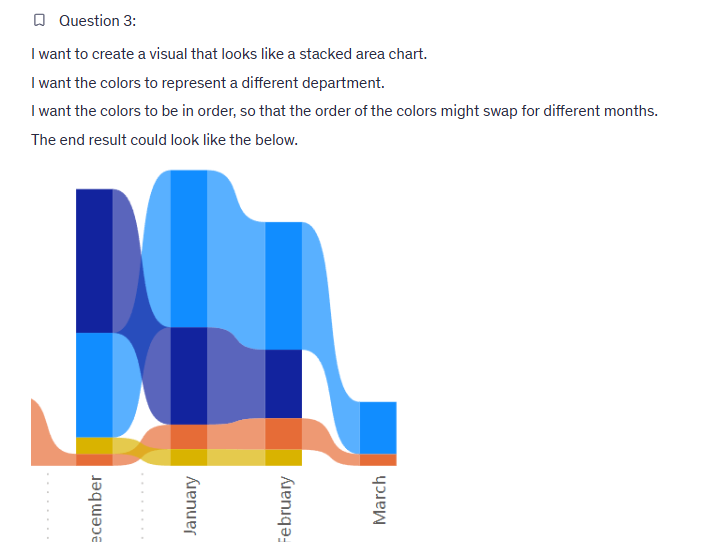 Question 3:
I want to create a visual that looks like a stacked area chart.
I want the colors to represent a different department.
I want the colors to be in order, so that the order of the colors might swap for different months.
The end result could look like the below.
ecember
January
February
March